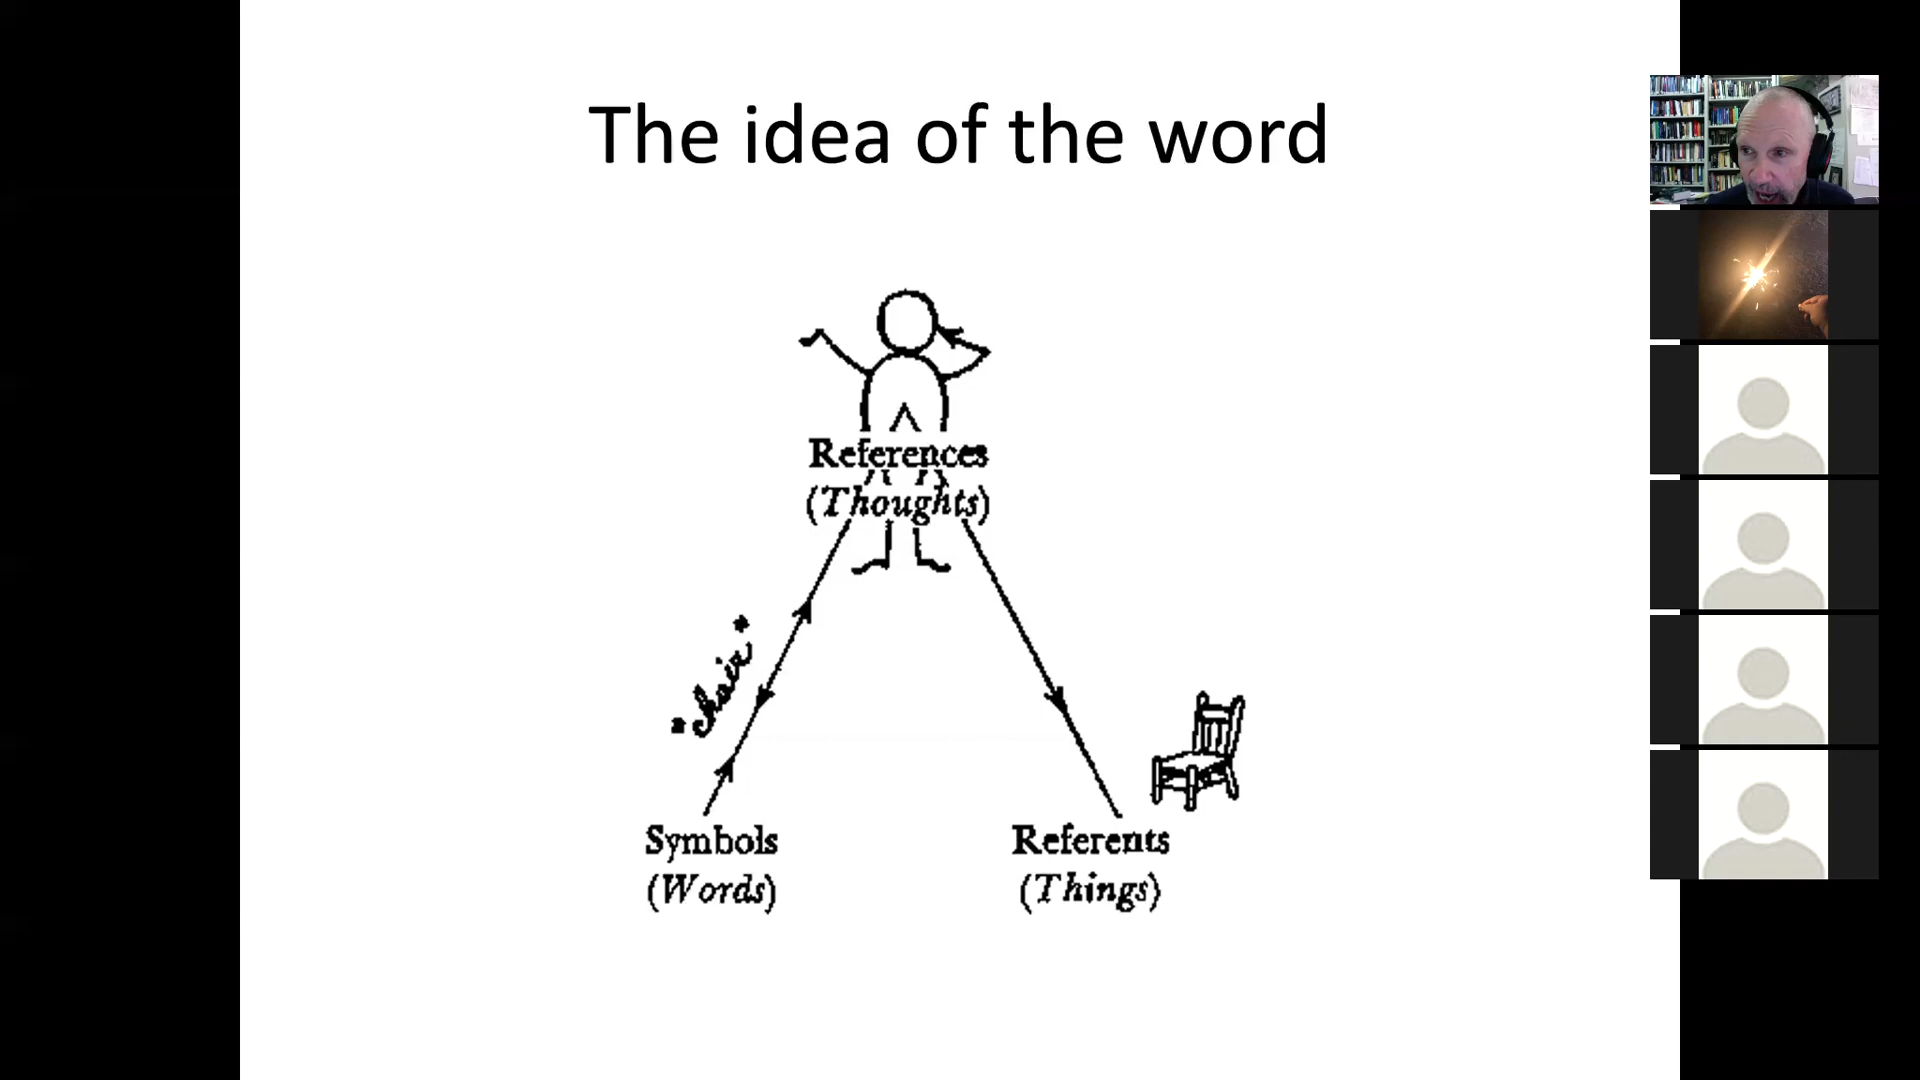 The idea of the word
References
(Thoughts)
"chair"
Symbols
(Words)
Referents
(Things)